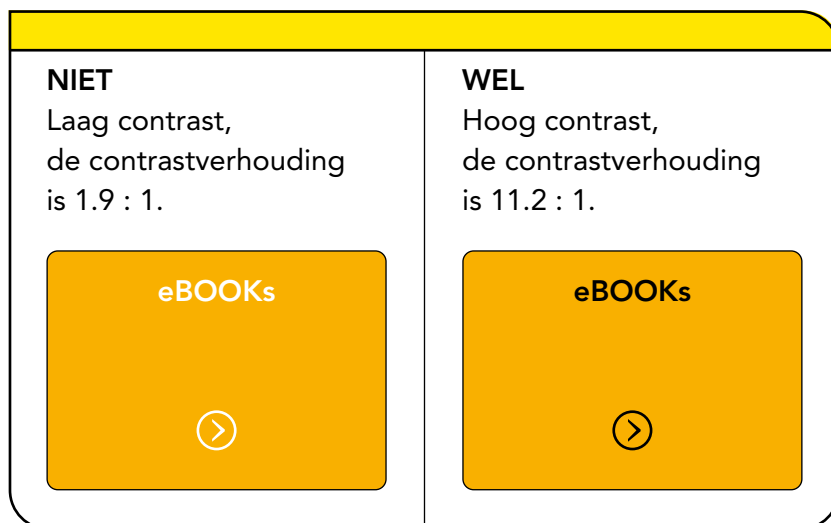 NIET
Laag contrast,
de contrastverhouding
is 1.9 : 1.
eBOOKs
WEL
Hoog contrast,
de contrastverhouding
is 11.2 : 1.
eBOOKs